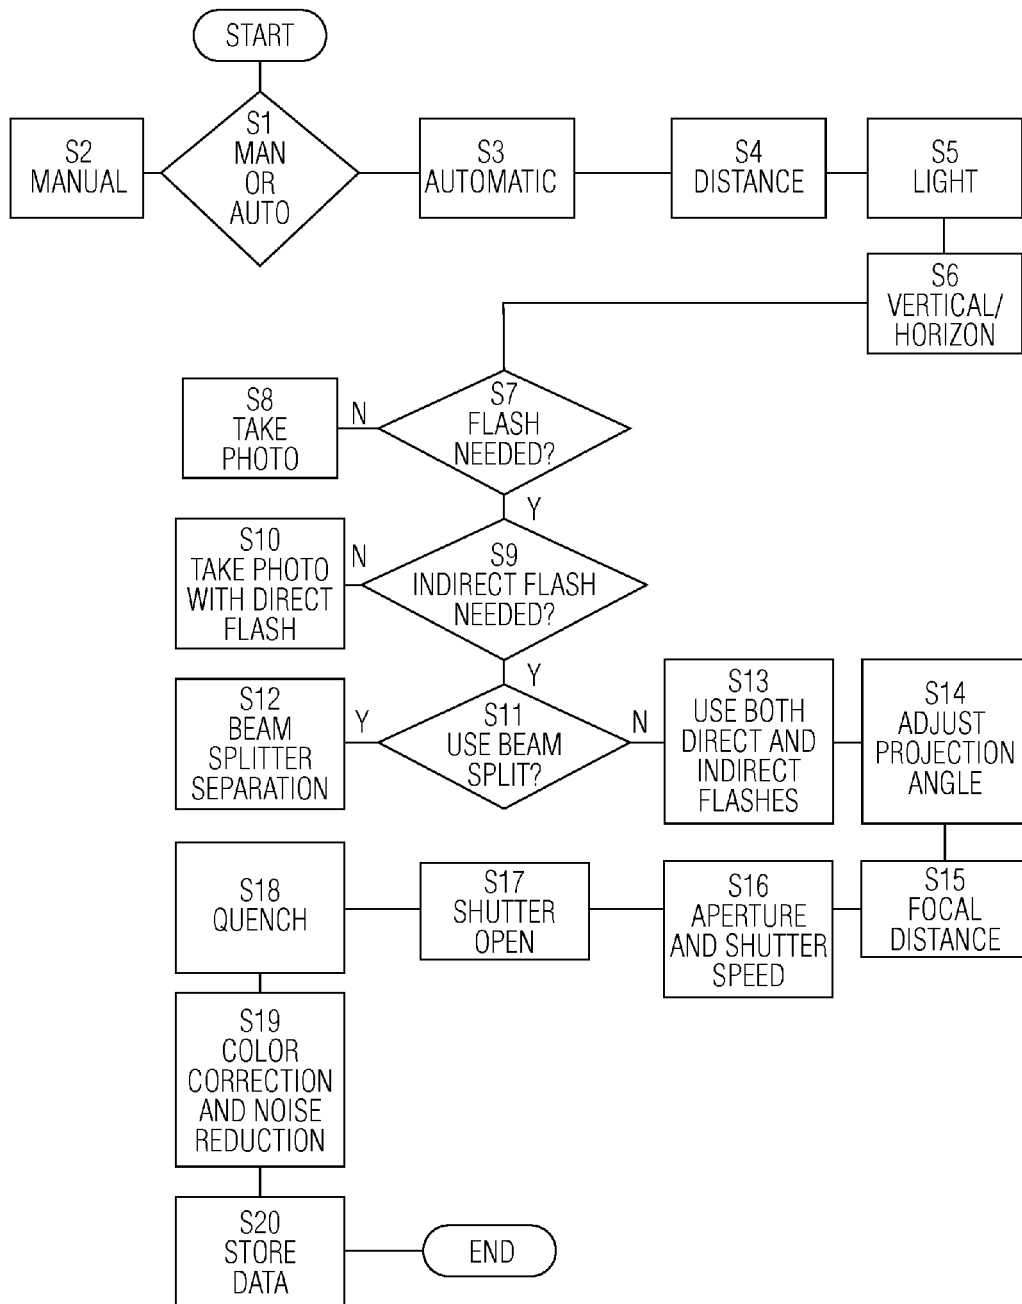 START
S1
MAN
OR
AUTO
S2
MANUAL
S3
AUTOMATIC
S4
DISTANCE
S5
LIGHT
S6
VERTICAL/
HORIZON
S7
FLASH
NEEDED?
N
S8
TAKE
PHOTO
Y
S9
INDIRECT FLASH
NEEDED?
N
S10
TAKE PHOTO
WITH DIRECT
FLASH
Y
S11
USE BEAM
SPLIT?
Y
S12
BEAM
SPLITTER
SEPARATION
N
S13
USE BOTH
DIRECT AND
INDIRECT
FLASHES
S14
ADJUST
PROJECTION
ANGLE
S15
FOCAL
DISTANCE
S16
APERTURE
AND SHUTTER
SPEED
S17
SHUTTER
OPEN
S18
QUENCH
S19
COLOR
CORRECTION
AND NOISE
REDUCTION
S20
STORE
DATA
END